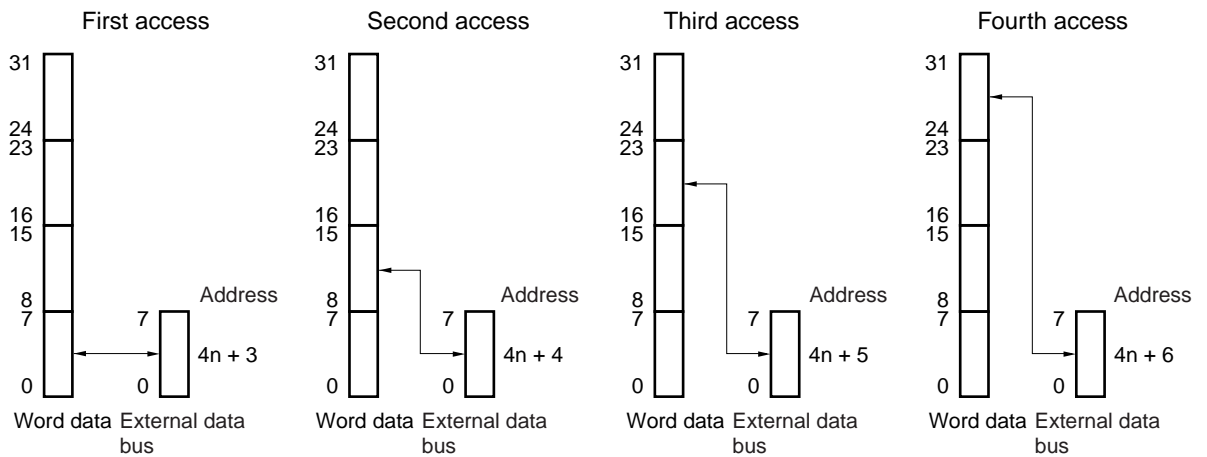 First access
31
24
23
16
15
8
7
0
Address
7
4n + 3
0
Word data External data
bus
Second access
31
24
23
16
15
8
7
0
Address
7
4n + 4
0
Word data External data
bus
Third access
31
24
23
16
15
8
7
0
Address
7
4n + 5
0
Word data External data
bus
Fourth access
31
24
23
16
15
8
7
0
Address
7
4n + 6
0
Word data External data
bus